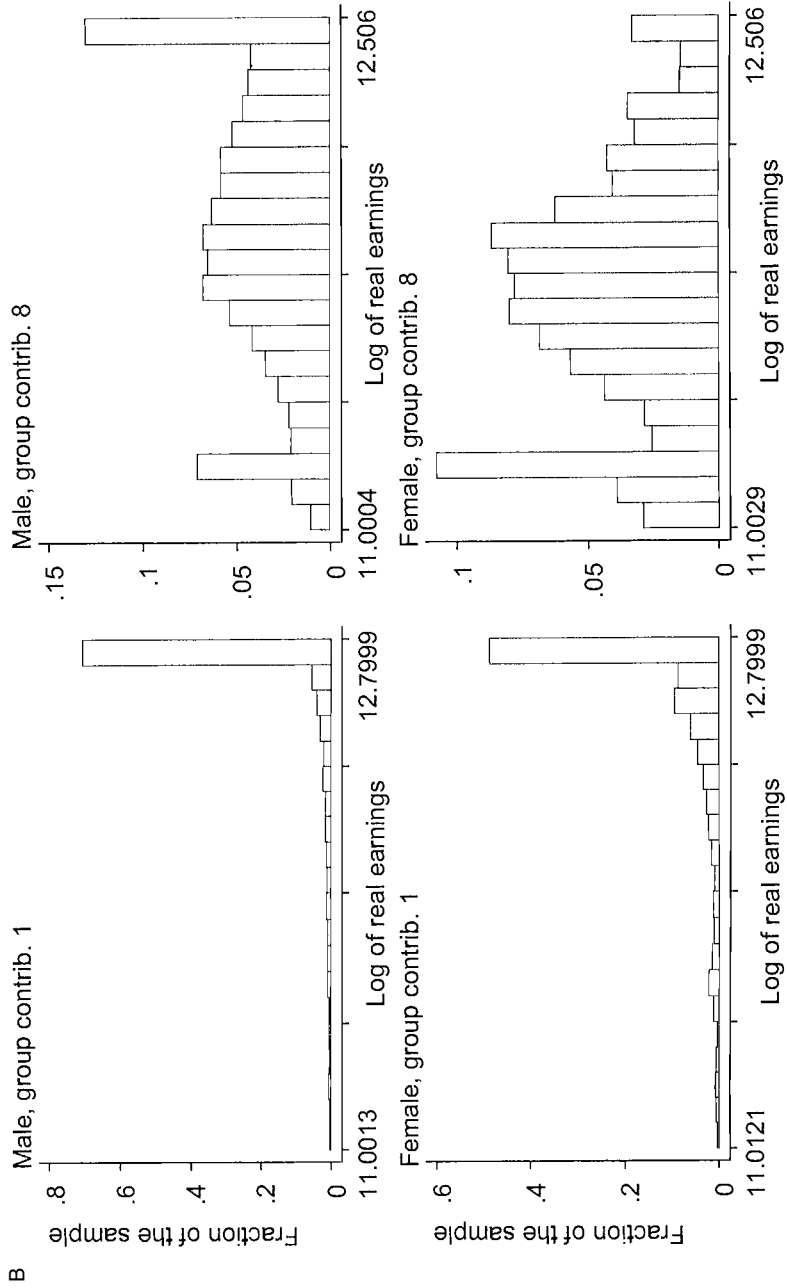 B
Male, group contrib. 1
Fraction of the sample
.8
.6
.4
.2
0
11.0013
12.7999
Log of real earnings
Male, group contrib. 8
.15
.1
.05
0
11.0004
12.506
Log of real earnings
Female, group contrib. 1
Fraction of the sample
.6
.4
.2
0
11.0121
12.7999
Log of real earnings
Female, group contrib. 8
.1
.05
0
11.0029
12.506
Log of real earnings